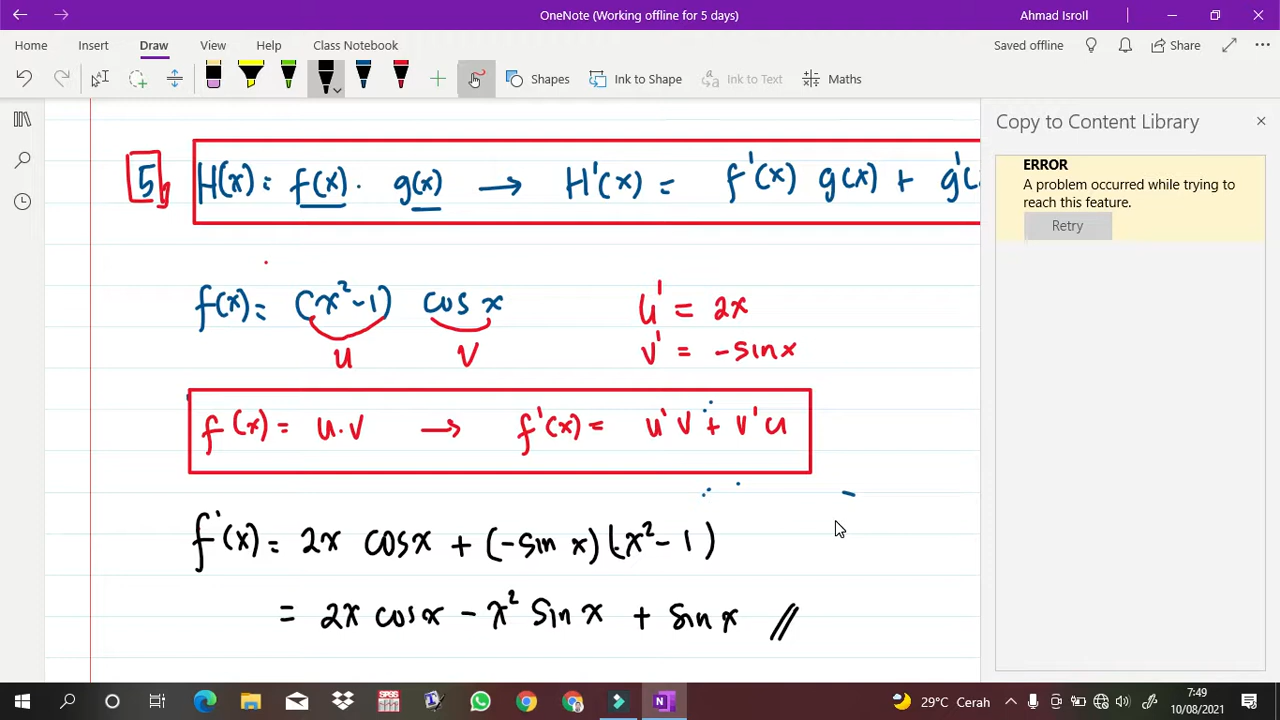 OneNote (Working offline for 5 days)
Ahmad Isroll
Home Insert Draw View Help Class Notebook
Saved offline Share
Shapes Ink to Shape Ink to Text Maths
Copy to Content Library
ERROR
A problem occurred while trying to
reach this feature.
Retry
5, H(x) = f(x) · g(x) → H'(x) = f'(x) g(x) + g'(
f(x) = (x²-1) cos x
u v
u' = 2x
v' = -sin x
f(x) = u·v → f'(x) = u'v + v'u
f'(x) = 2x cos x + (-sin x)(x²-1)
= 2x cos x - x² sin x + sin x //
SPSS
29°C Cerah
7:49
10/08/2021